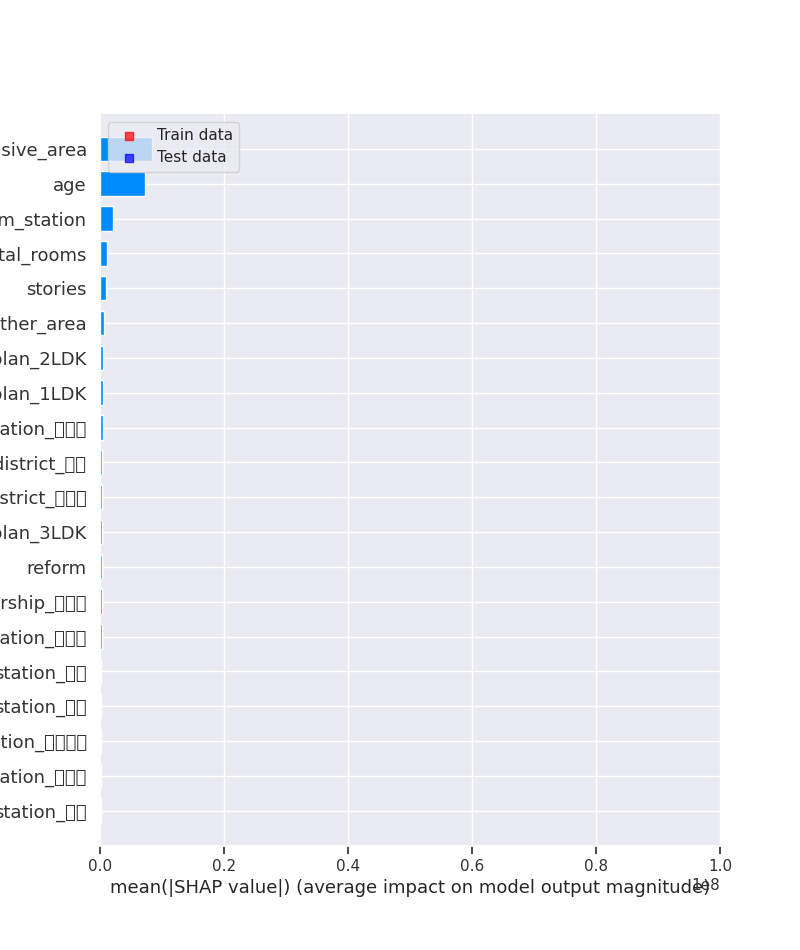 Train data
Test data
sive_area
age
m_station
tal_rooms
stories
ther_area
plan_2LDK
plan_1LDK
ation_
district_
strict_
plan_3LDK
reform
rship_
ation_
station_
station_
tion_
ation_
station_
0.0 0.2 0.4 0.6 0.8 1.0
1e8
mean(|SHAP value|) (average impact on model output magnitude)